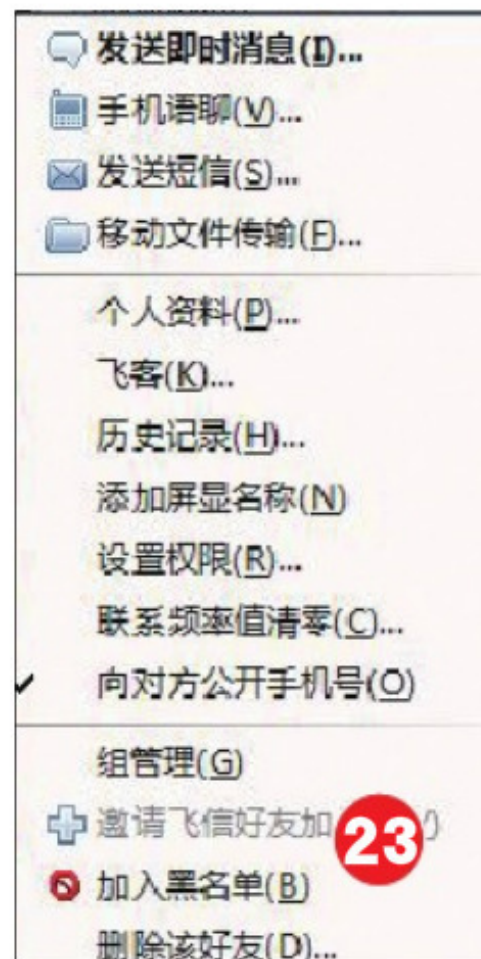 发送即时消息(I)...
手机语聊(V)...
发送短信(S)...
移动文件传输(F)...
个人资料(P)...
飞客(K)...
历史记录(H)...
添加屏显名称(N)
设置权限(R)...
联系频率值清零(C)...
向对方公开手机号(O)
组管理(G)
邀请飞信好友加
23
加入黑名单(B)
删除该好友(D)...